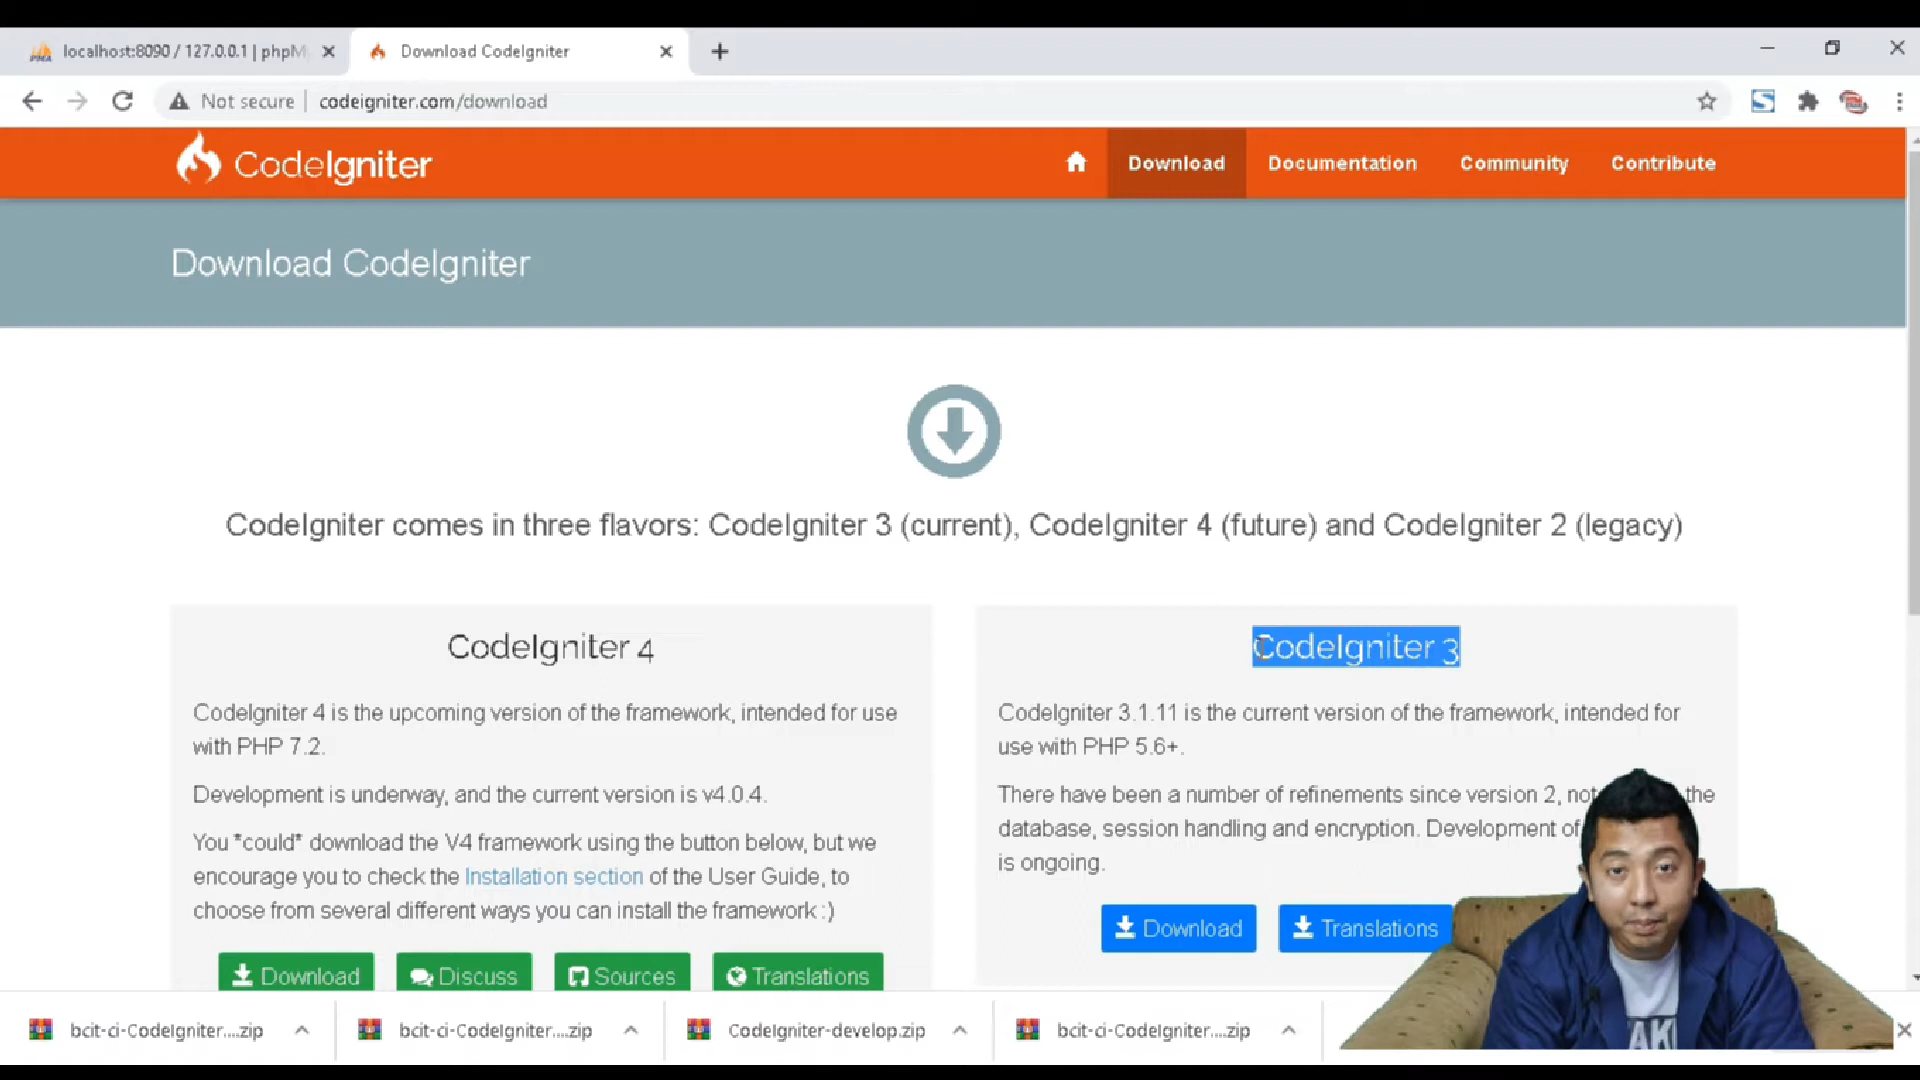 localhost:8090 / 127.0.0.1 | phpM
Download CodeIgniter
Not secure
codeigniter.com/download
CodeIgniter
Download
Documentation
Community
Contribute
Download CodeIgniter
CodeIgniter comes in three flavors: CodeIgniter 3 (current), CodeIgniter 4 (future) and CodeIgniter 2 (legacy)
CodeIgniter 4
CodeIgniter 4 is the upcoming version of the framework, intended for use
with PHP 7.2.
Development is underway, and the current version is v4.0.4.
You *could* download the V4 framework using the button below, but we
encourage you to check the Installation section of the User Guide, to
choose from several different ways you can install the framework :)
Download
Discuss
Sources
Translations
CodeIgniter 3
CodeIgniter 3.1.11 is the current version of the framework, intended for
use with PHP 5.6+.
There have been a number of refinements since version 2, the
database, session handling and encryption. Development of
is ongoing.
Download
Translations
bcit-ci-CodeIgniter....zip
bcit-ci-CodeIgniter....zip
CodeIgniter-develop.zip
bcit-ci-CodeIgniter....zip